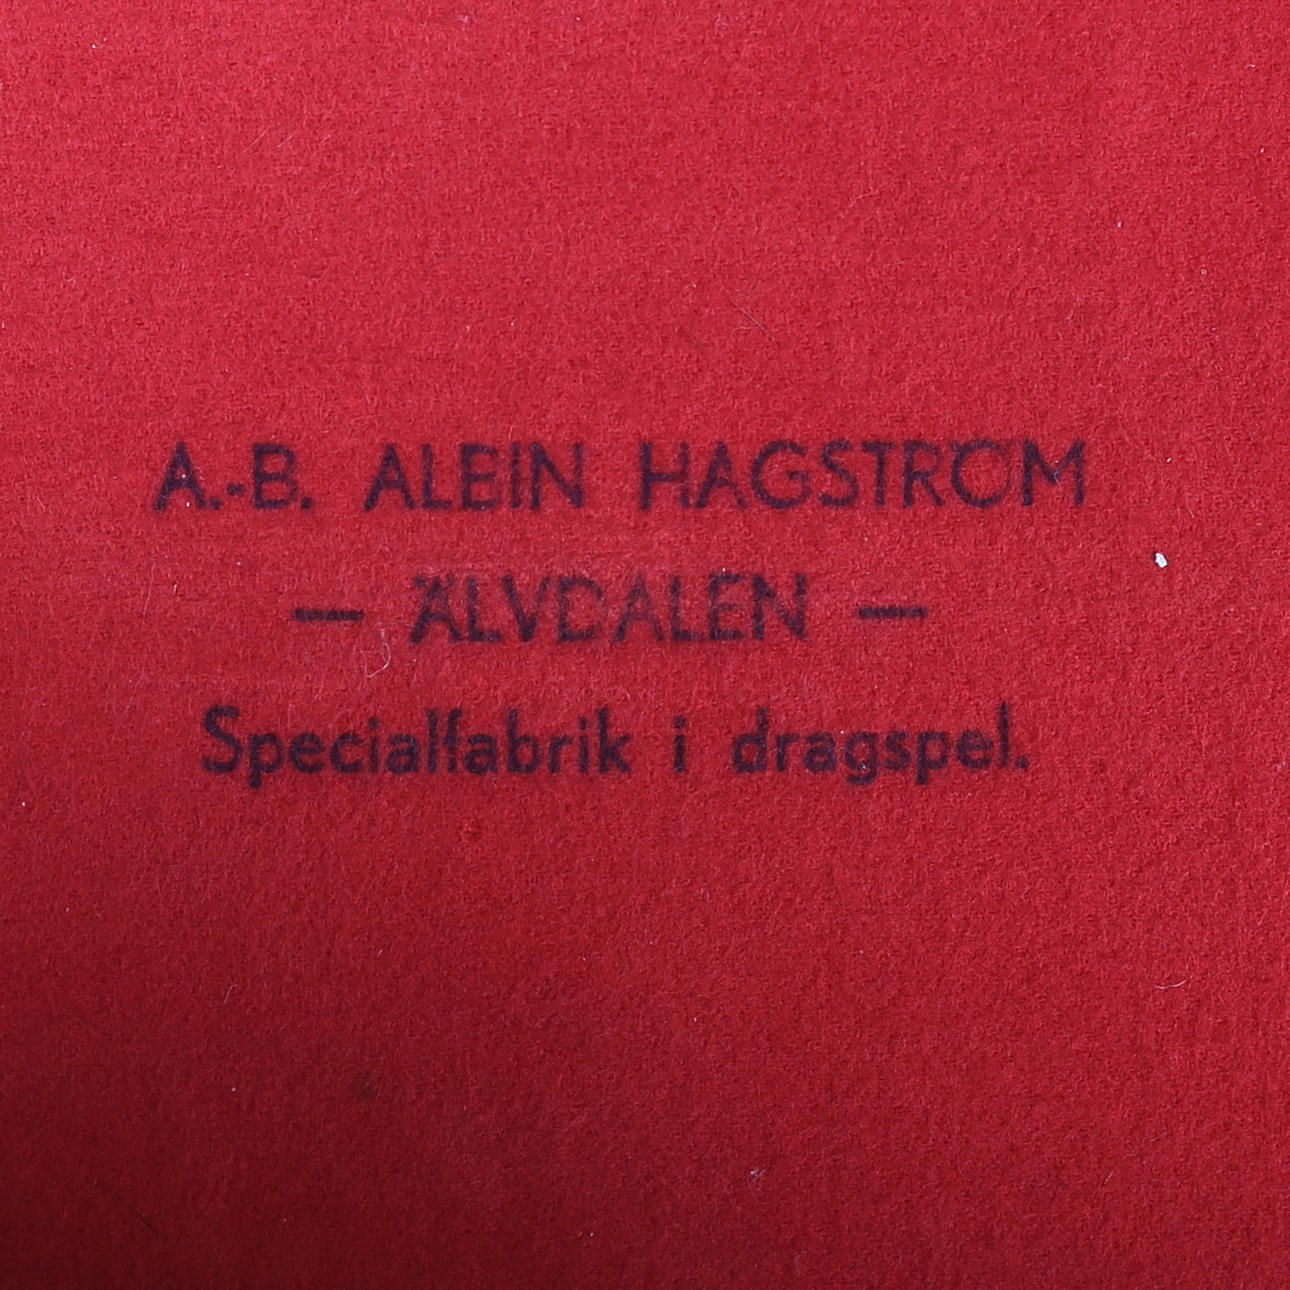 A.-B. ALBIN HAGSTRÖM
— ÄLVDALEN —
Specialfabrik i dragspel.